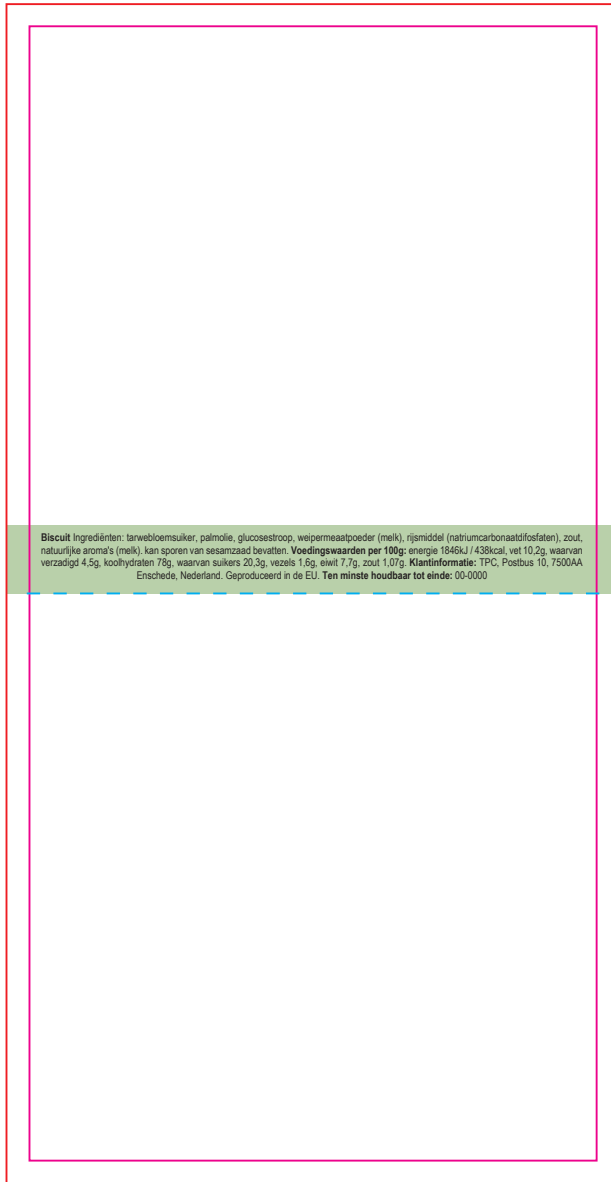 Biscuit Ingrediënten: tarwebloemsuiker, palmolie, glucosestroop, weipermeaatpoeder (melk), rijsmiddel (natriumcarbonaatdifosfaten), zout,
natuurlijke aroma's (melk). kan sporen van sesamzaad bevatten. Voedingswaarden per 100g: energie 1846kJ / 438kcal, vet 10,2g, waarvan
verzadigd 4,5g, koolhydraten 78g, waarvan suikers 20,3g, vezels 1,6g, eiwit 7,7g, zout 1,07g. Klantinformatie: TPC, Postbus 10, 7500AA
Enschede, Nederland. Geproduceerd in de EU. Ten minste houdbaar tot einde: 00-0000